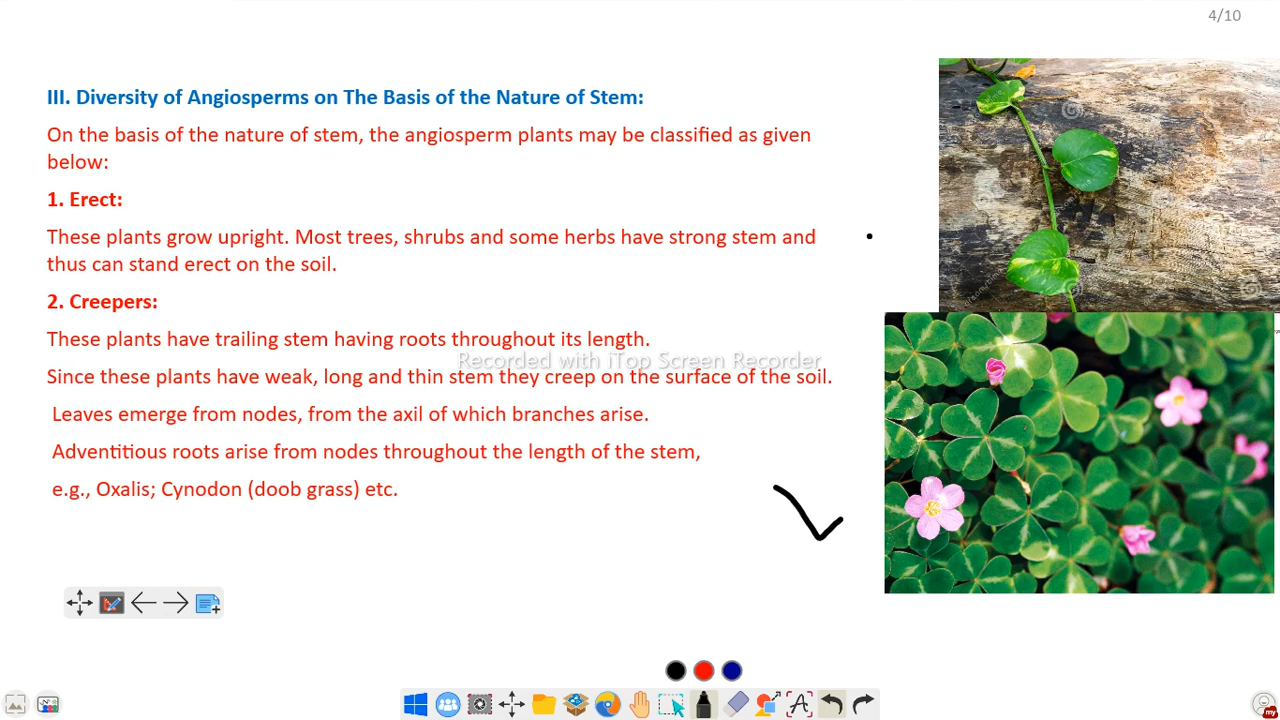 4/10
III. Diversity of Angiosperms on The Basis of the Nature of Stem:
On the basis of the nature of stem, the angiosperm plants may be classified as given
below:
1. Erect:
These plants grow upright. Most trees, shrubs and some herbs have strong stem and
thus can stand erect on the soil.
2. Creepers:
These plants have trailing stem having roots throughout its length.
Recorded with iTop Screen Recorder
Since these plants have weak, long and thin stem they creep on the surface of the soil.
Leaves emerge from nodes, from the axil of which branches arise.
Adventitious roots arise from nodes throughout the length of the stem,
e.g., Oxalis; Cynodon (doob grass) etc.
my